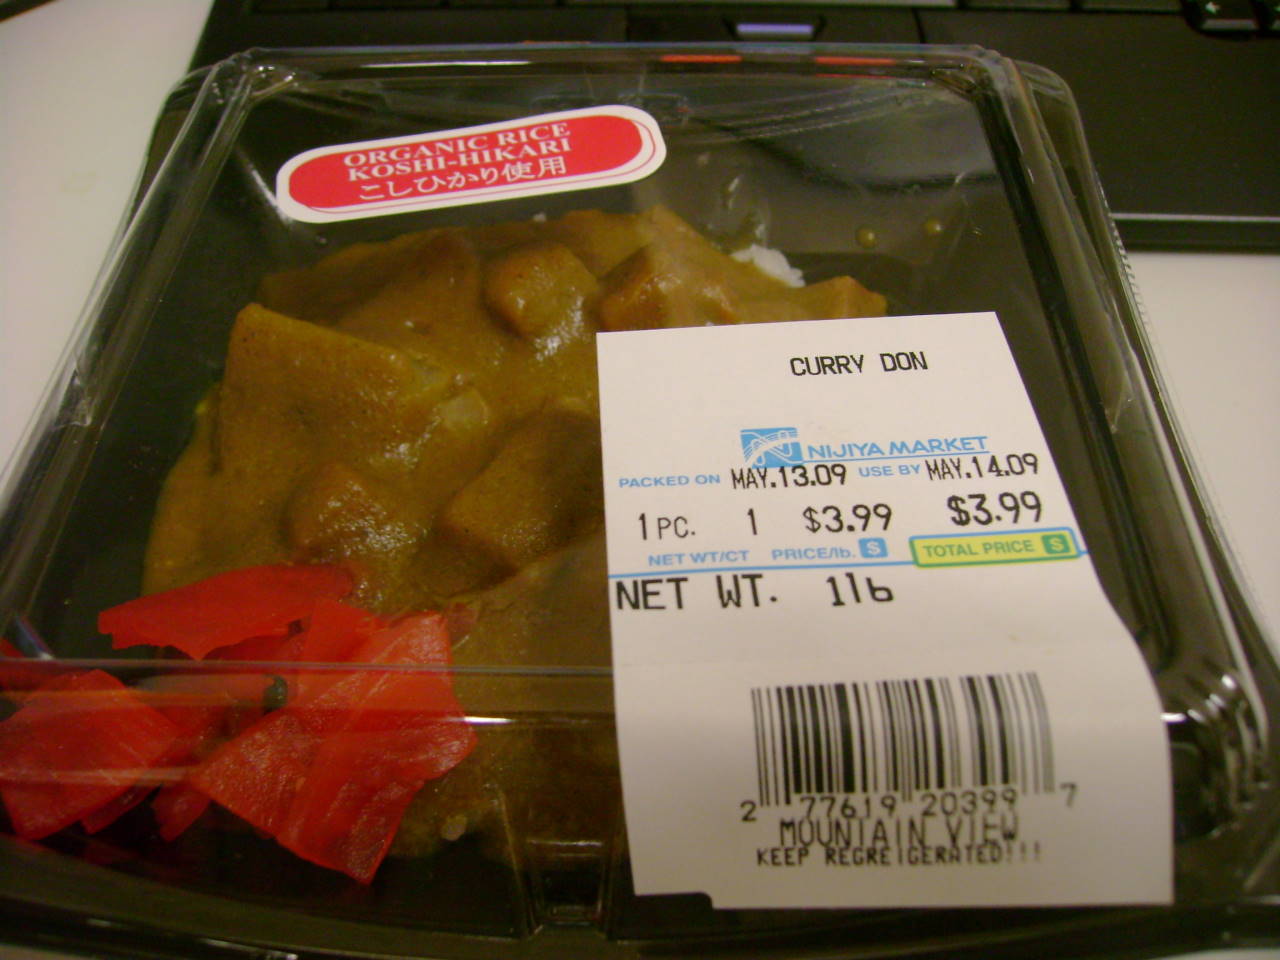 ORGANIC RICE
KOSHI-HIKARI
こしひかり使用
CURRY DON
NIJIYA MARKET
PACKED ON MAY.13.09 USE BY MAY.14.09
1PC. 1 $3.99 $3.99
NET WT/CT PRICE/lb. $ TOTAL PRICE $
NET WT. 1lb
2 77619 20399 7
MOUNTAIN VIEW
KEEP REGREIGERATED!!!